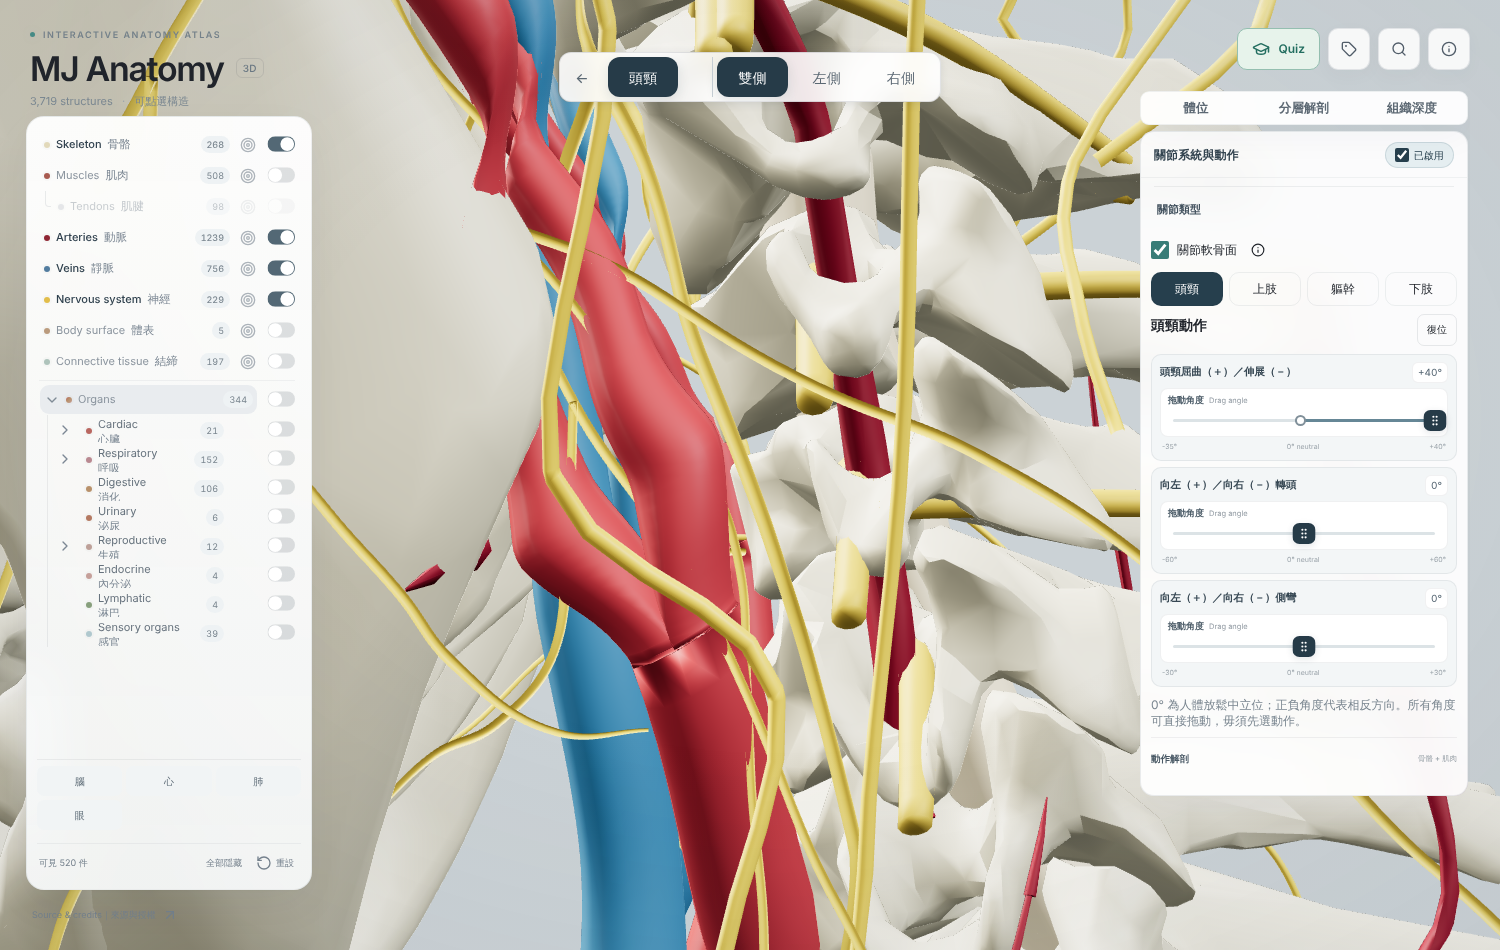 INTERACTIVE ANATOMY ATLAS
MJ Anatomy 3D
3,719 structures · 可點選構造
Skeleton 骨骼 268
Muscles 肌肉 508
Tendons 肌腱 98
Arteries 動脈 1239
Veins 靜脈 756
Nervous system 神經 229
Body surface 體表 5
Connective tissue 結締 197
Organs 344
Cardiac 21
心臟
Respiratory 152
呼吸
Digestive 106
消化
Urinary 6
泌尿
Reproductive 12
生殖
Endocrine 4
內分泌
Lymphatic 4
淋巴
Sensory organs 39
感官
腦 心 肺
眼
可見 520 件 全部隱藏 重設
Source & credits
頭頸 雙側 左側 右側
Quiz
體位 分層解剖 組織深度
關節系統與動作 已啟用
關節類型
關節軟骨面
頭頸 上肢 軀幹 下肢
頭頸動作 復位
頭頸屈曲（+）／伸展（−） +40°
拖動角度 Drag angle
-35° 0° neutral +40°
向左（+）／向右（−）轉頭 0°
拖動角度 Drag angle
-60° 0° neutral +60°
向左（+）／向右（−）側彎 0°
拖動角度 Drag angle
-30° 0° neutral +30°
0° 為人體放鬆中立位；正負角度代表相反方向。所有角度
可直接拖動，毋須先選動作。
動作解剖 骨骼 + 肌肉